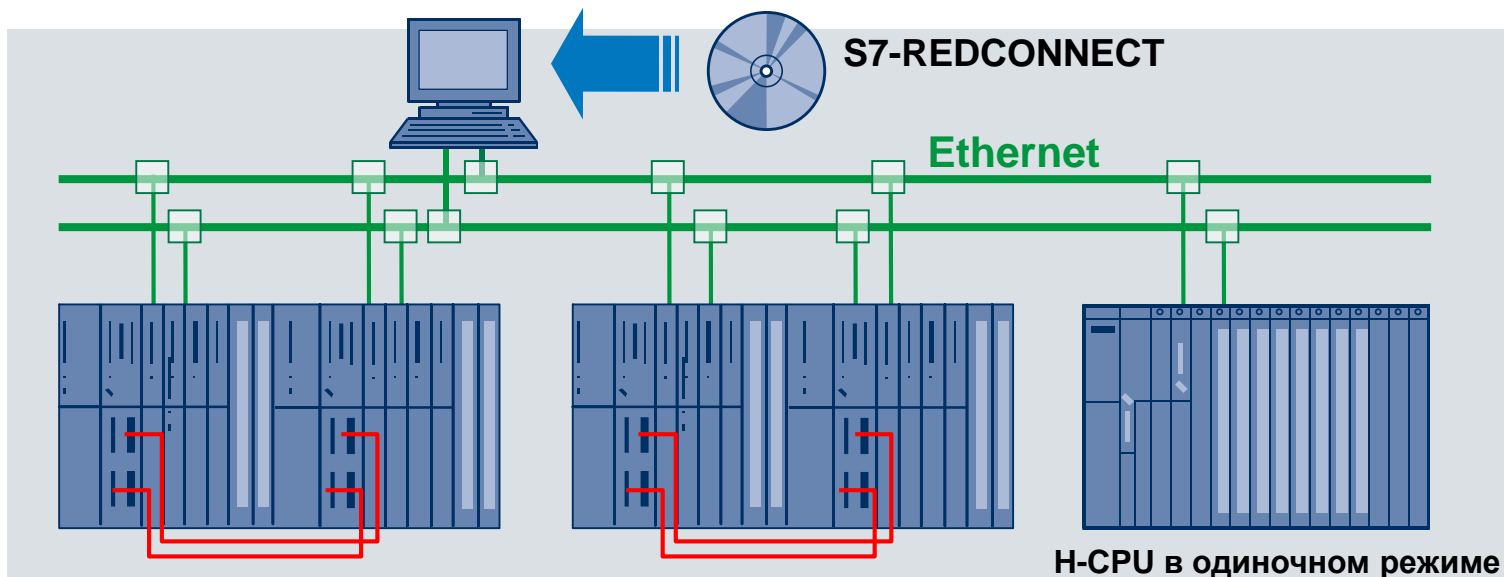 S7-REDCONNECT
Ethernet
H-CPU в одиночном режиме